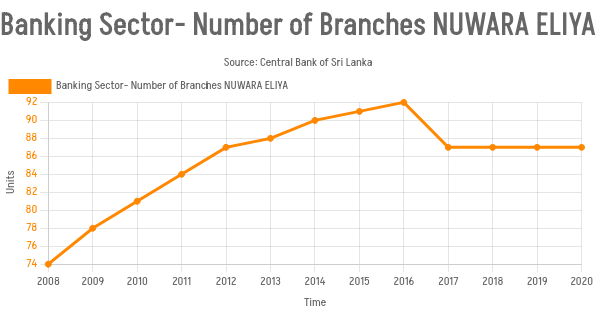 Banking Sector- Number of Branches NUWARA ELIYA
Source: Central Bank of Sri Lanka
Banking Sector- Number of Branches NUWARA ELIYA
92
90
88
86
84
82
80
78
76
74
Units
2008 2009 2010 2011 2012 2013 2014 2015 2016 2017 2018 2019 2020
Time